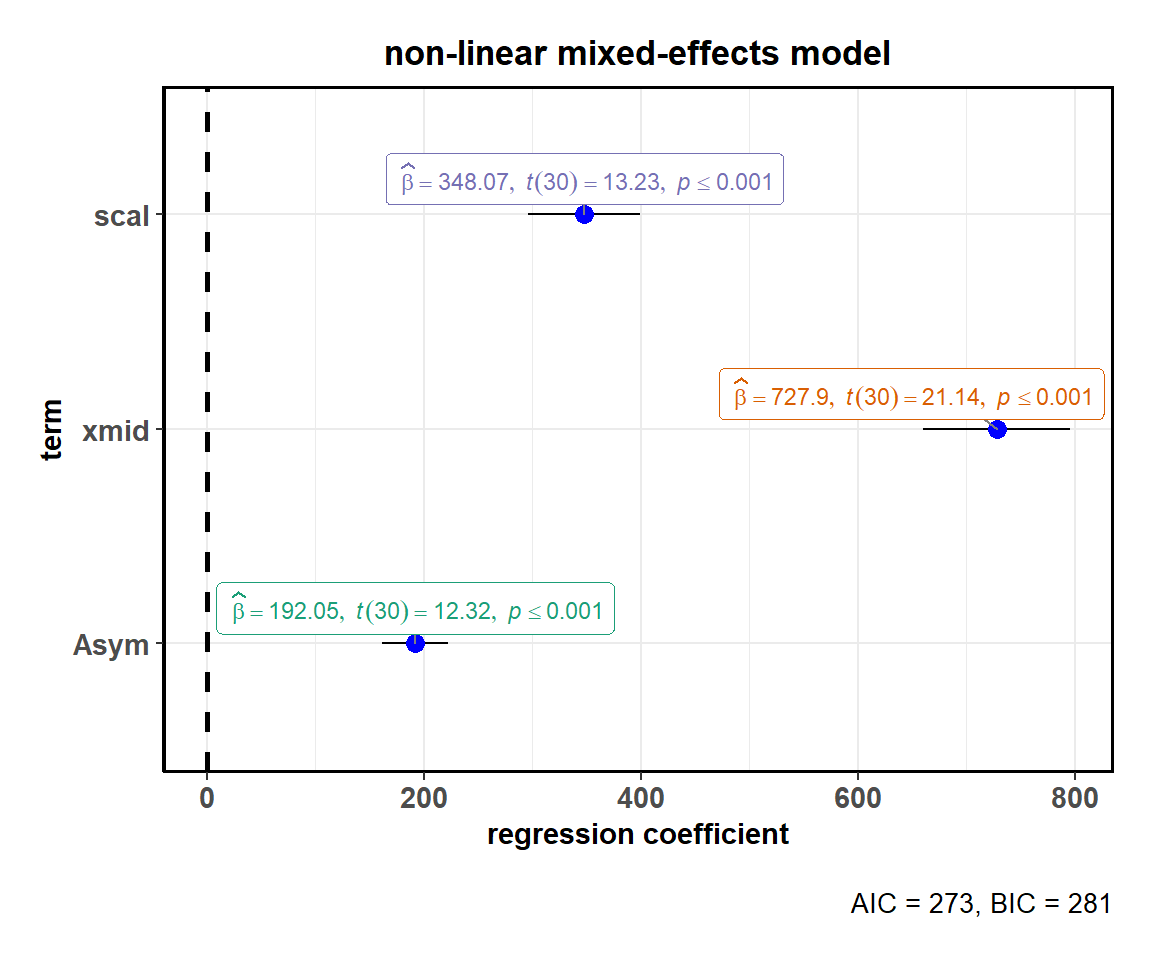 non-linear mixed-effects model
β̂ = 348.07, t(30) = 13.23, p ≤ 0.001
scal
β̂ = 727.9, t(30) = 21.14, p ≤ 0.001
xmid
term
β̂ = 192.05, t(30) = 12.32, p ≤ 0.001
Asym
0 200 400 600 800
regression coefficient
AIC = 273, BIC = 281